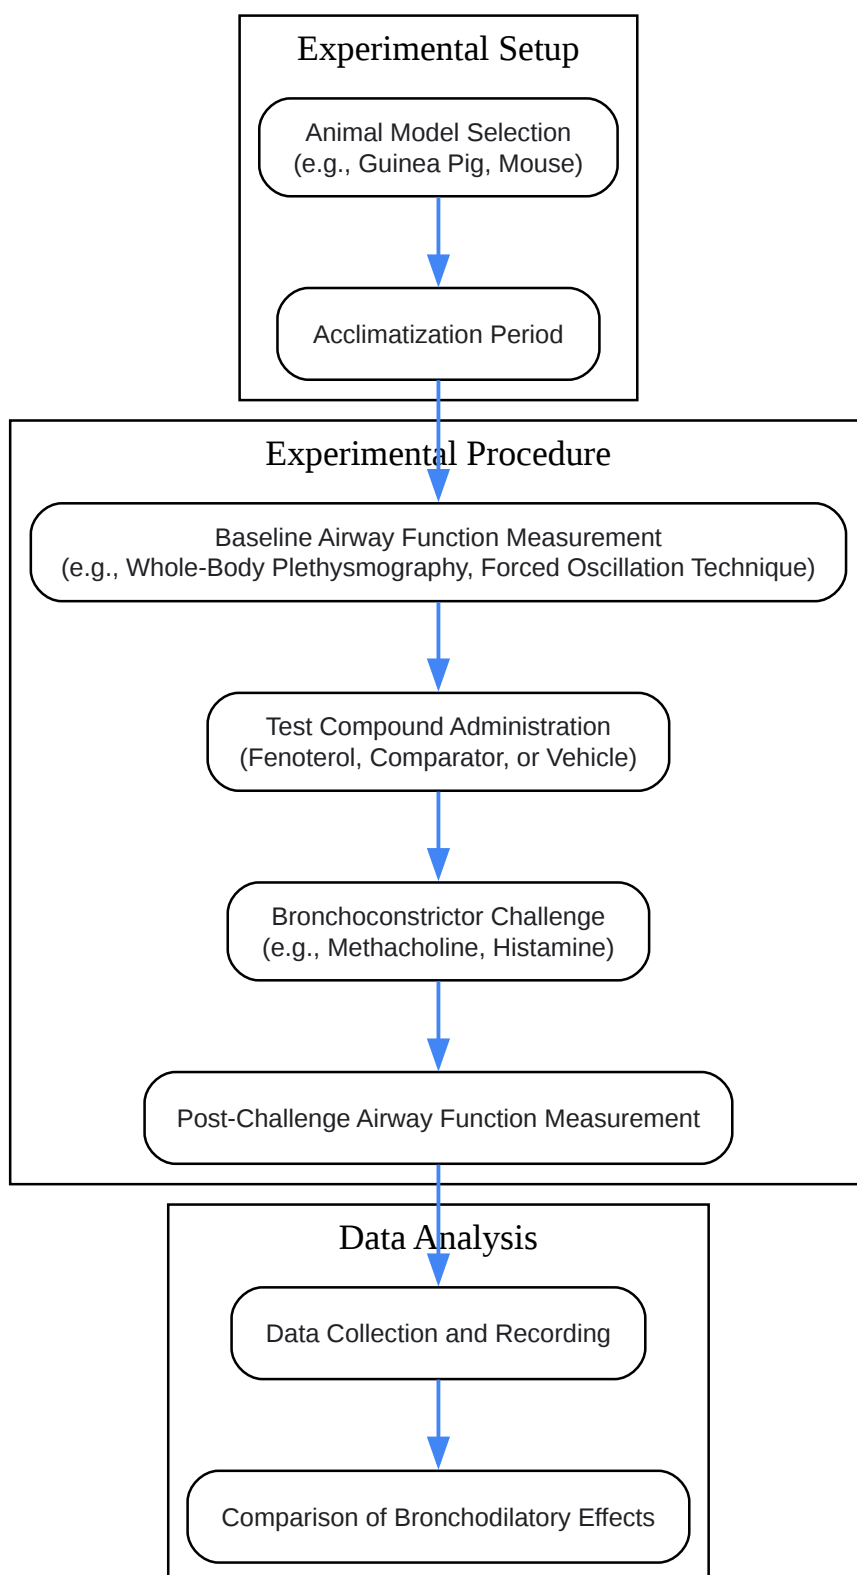 Experimental Setup
Animal Model Selection
(e.g., Guinea Pig, Mouse)
Acclimatization Period
Experimental Procedure
Baseline Airway Function Measurement
(e.g., Whole-Body Plethysmography, Forced Oscillation Technique)
Test Compound Administration
(Fenoterol, Comparator, or Vehicle)
Bronchoconstrictor Challenge
(e.g., Methacholine, Histamine)
Post-Challenge Airway Function Measurement
Data Analysis
Data Collection and Recording
Comparison of Bronchodilatory Effects